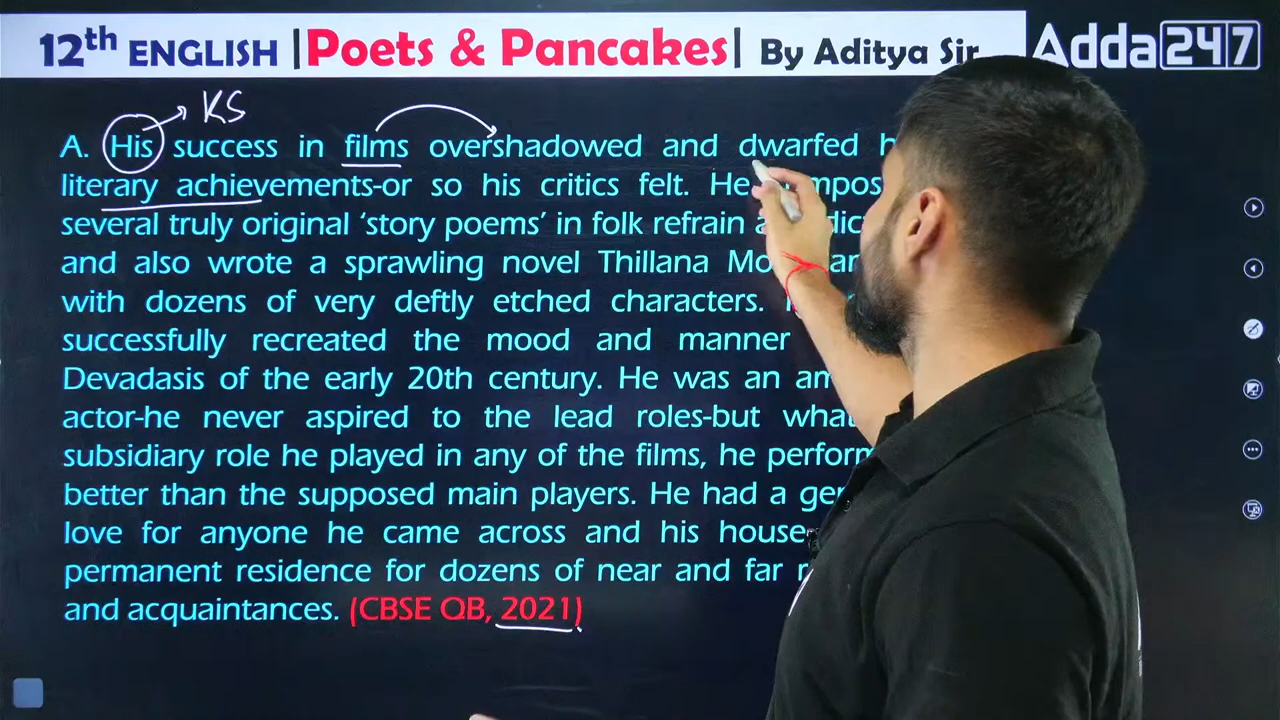 12th ENGLISH |Poets & Pancakes| By Aditya Sir
Adda247
KS
A. His success in films overshadowed and dwarfed
literary achievements-or so his critics felt. He
several truly original ‘story poems’ in folk refrain
and also wrote a sprawling novel Thillana
with dozens of very deftly etched characters.
successfully recreated the mood and manner
Devadasis of the early 20th century. He was an
actor-he never aspired to the lead roles-but
subsidiary role he played in any of the films, he
better than the supposed main players. He had a
love for anyone he came across and his house
permanent residence for dozens of near and far
and acquaintances. (CBSE QB, 2021)